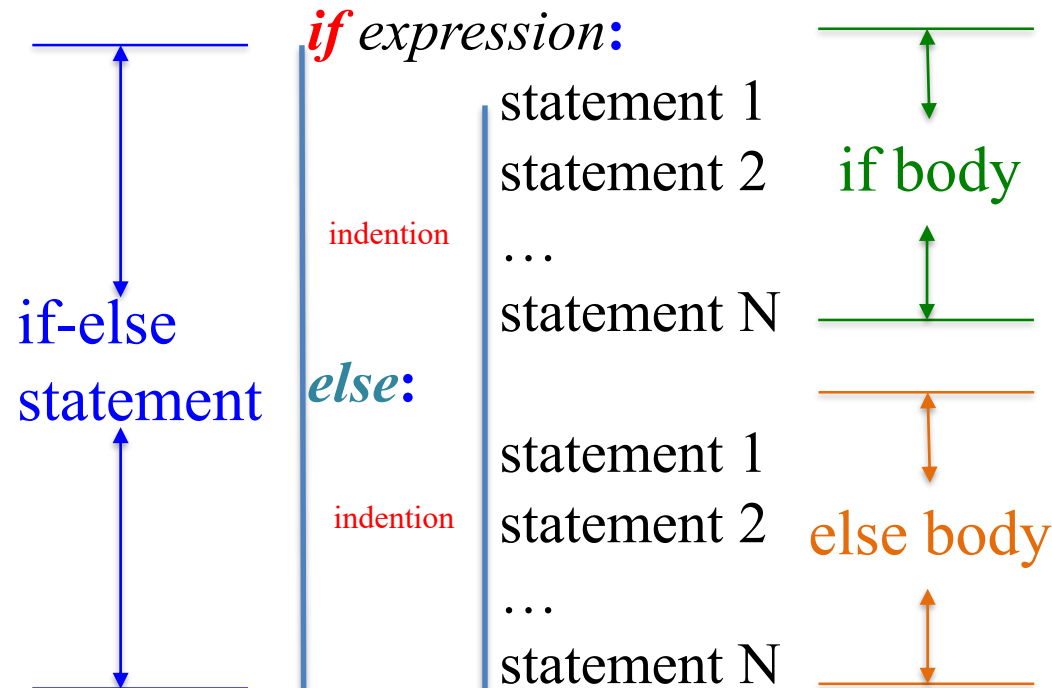 if expression:
statement 1
statement 2
if body
indention
…
statement N
if-else
statement
else:
statement 1
indention
statement 2
else body
…
statement N